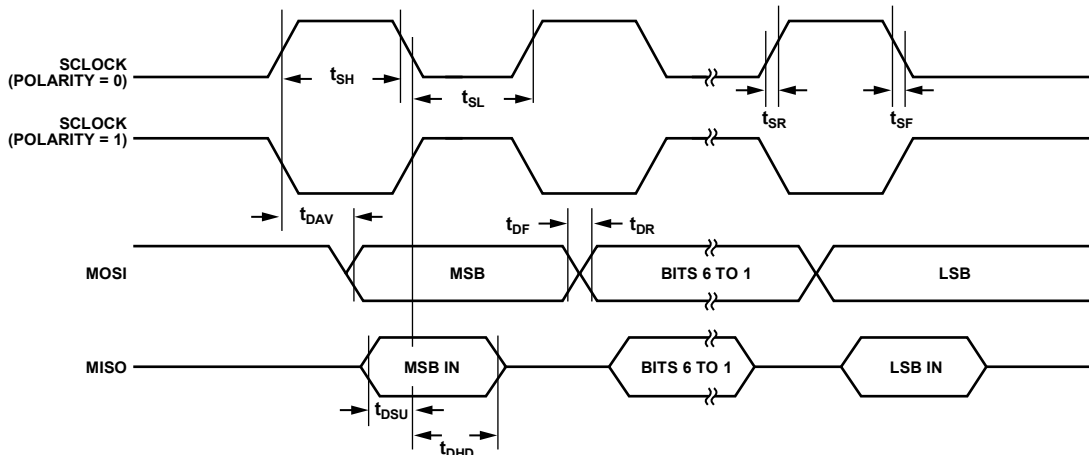 SCLOCK
(POLARITY = 0)
tSH
tSL
tSR
tSF
SCLOCK
(POLARITY = 1)
tDAV
tDF
tDR
MOSI
MSB
BITS 6 TO 1
LSB
MISO
MSB IN
BITS 6 TO 1
LSB IN
tDSU
tDHD